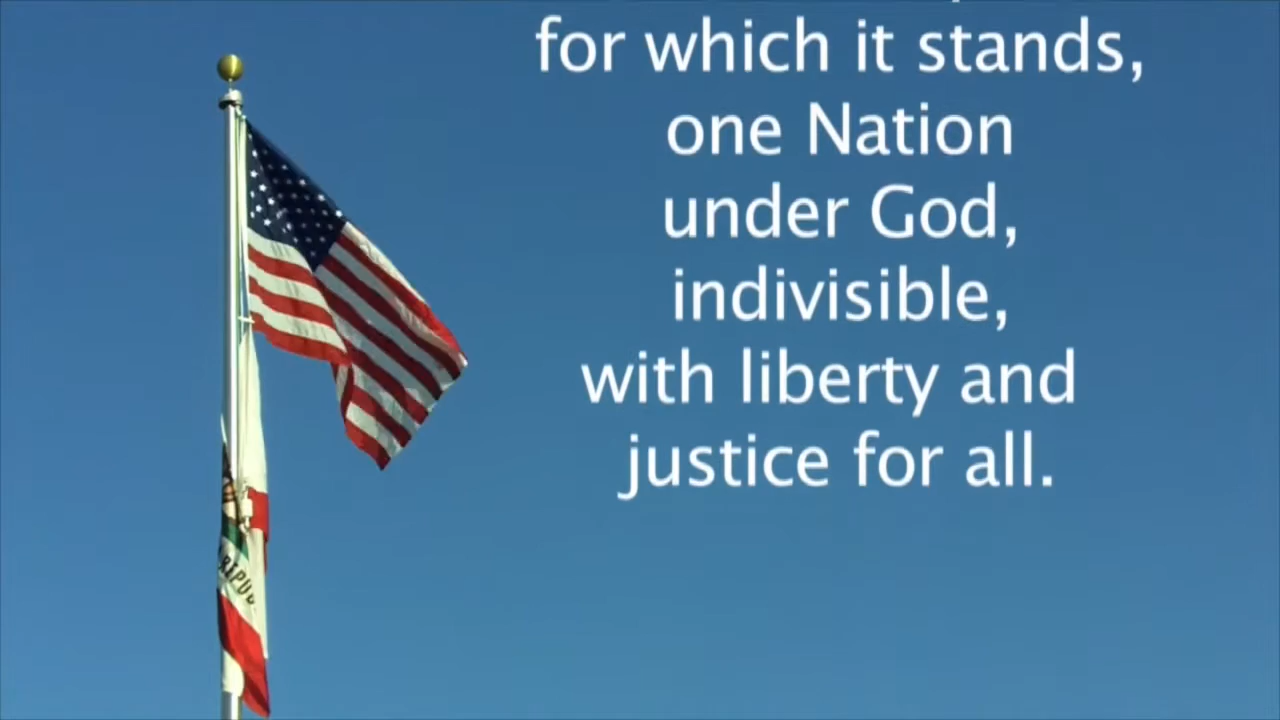 for which it stands,
one Nation
under God,
indivisible,
with liberty and
justice for all.